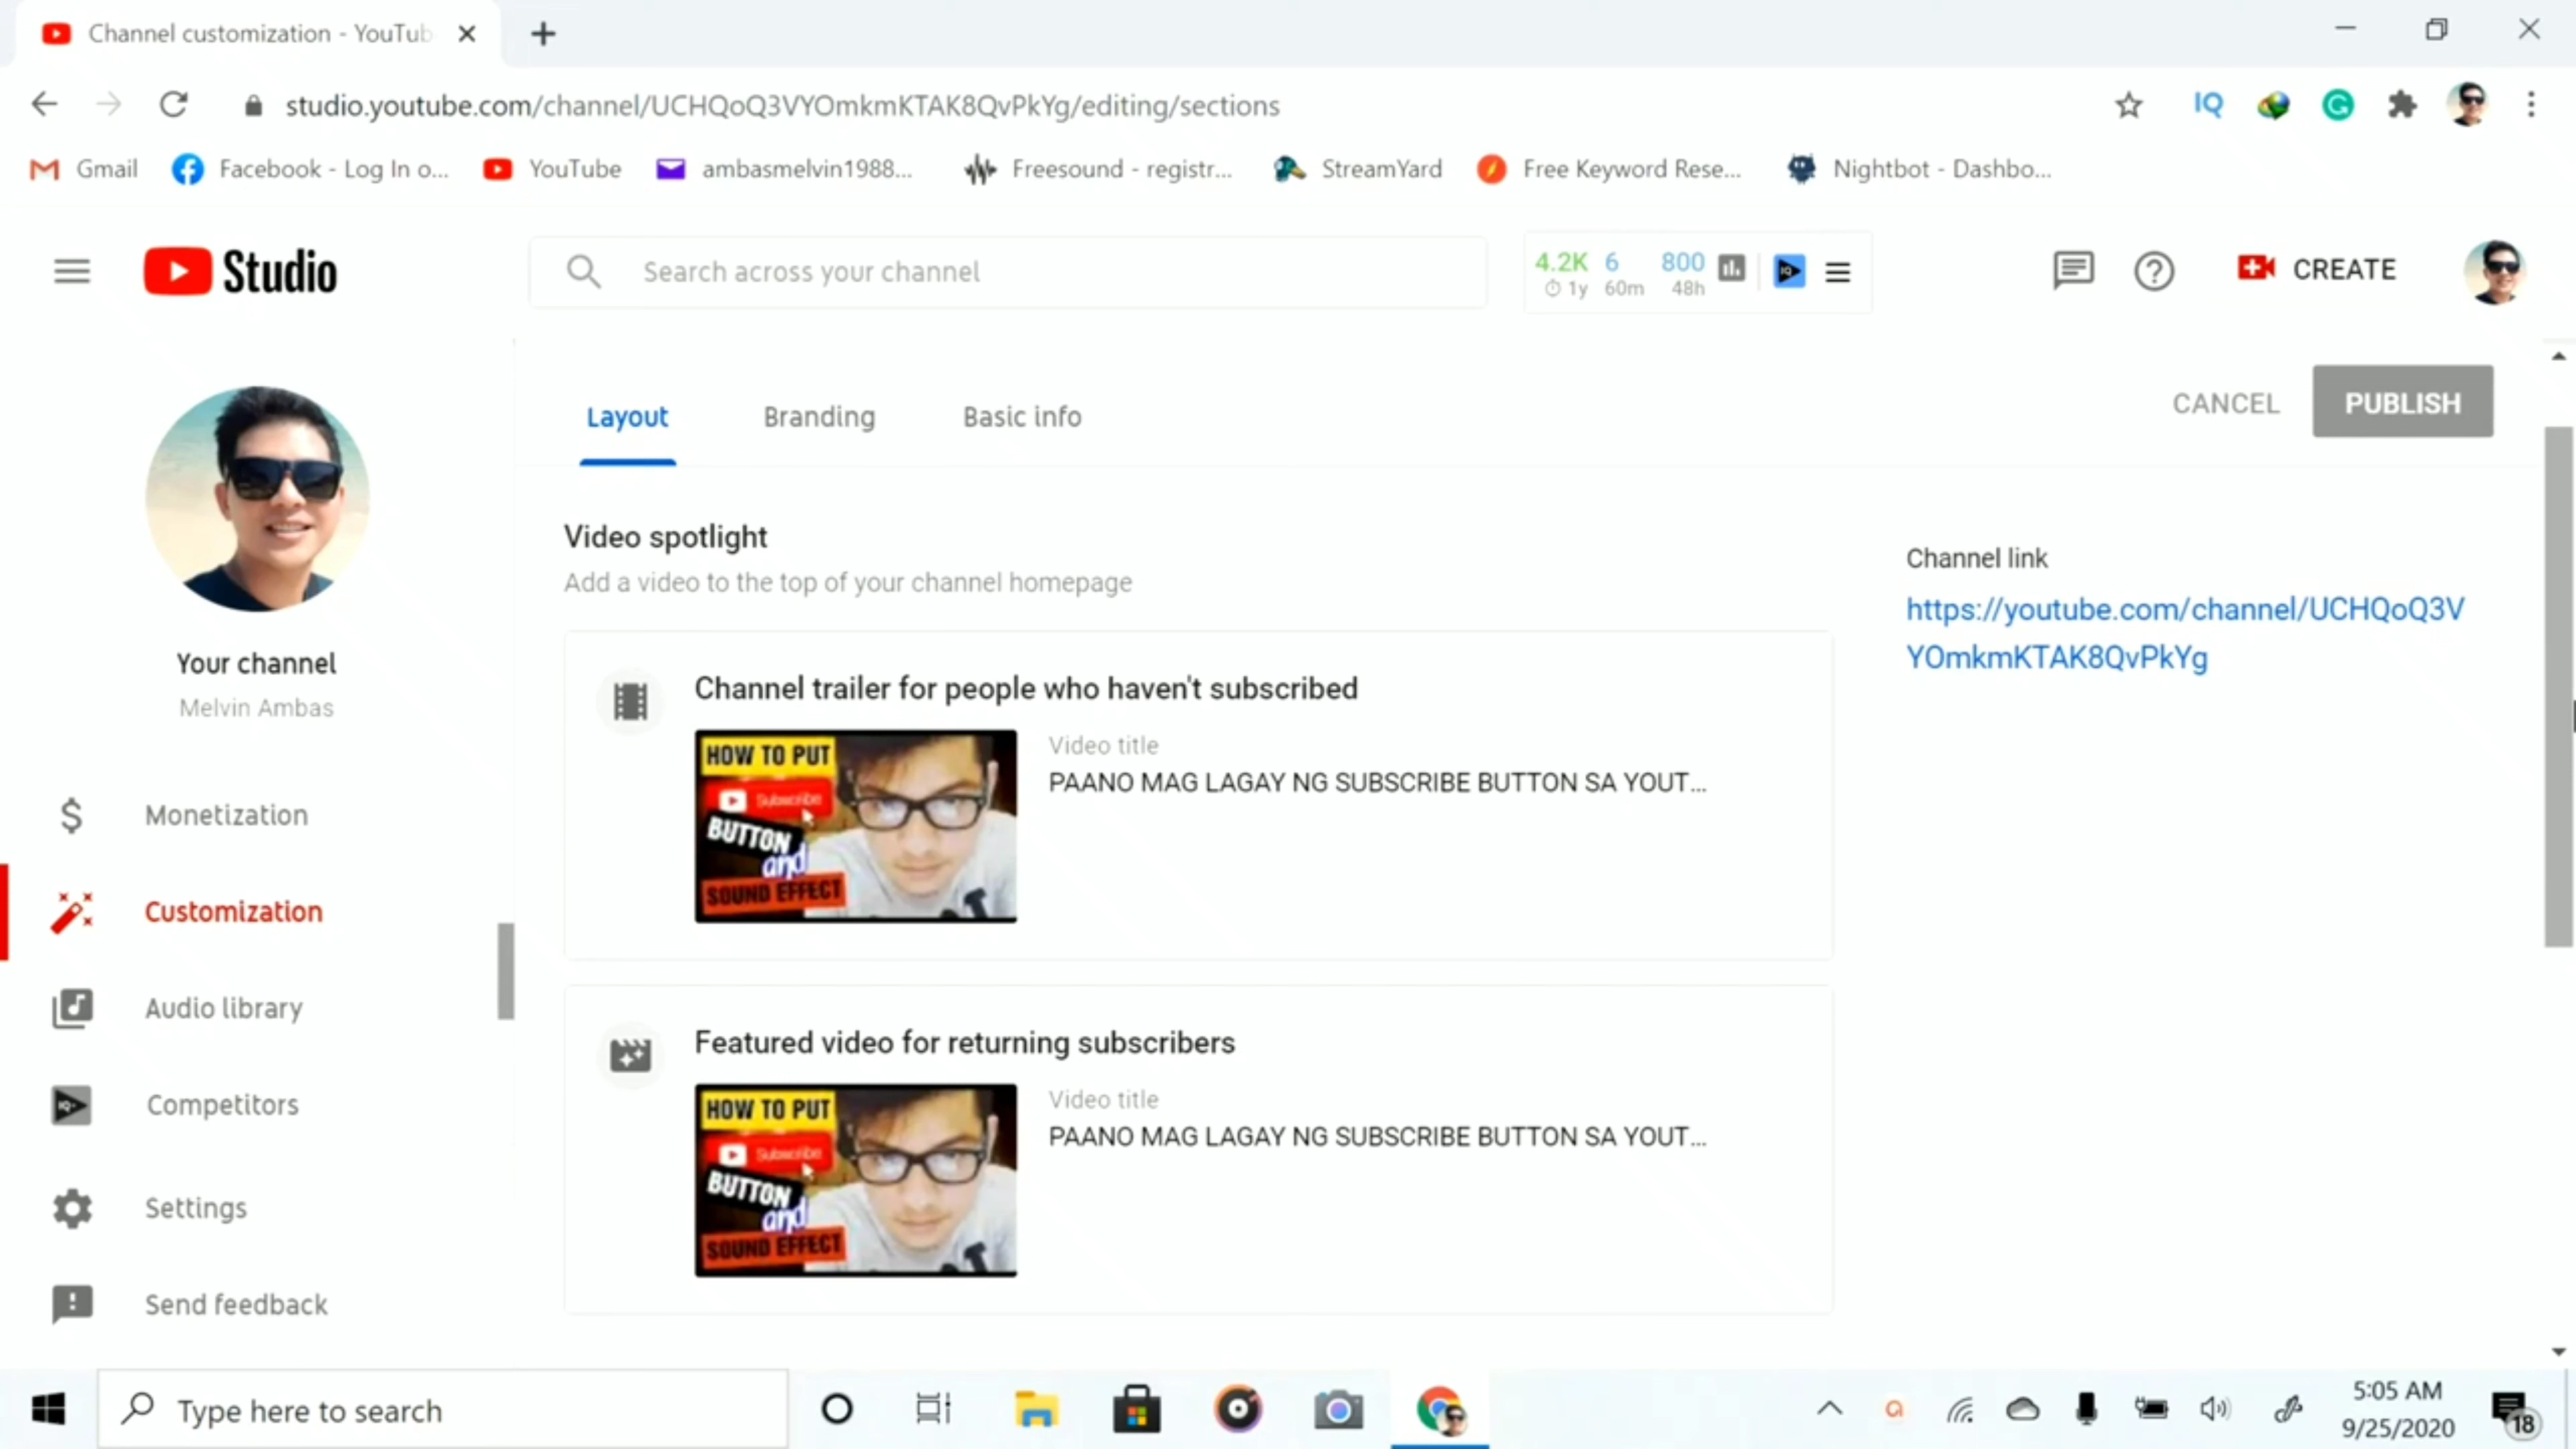 Channel customization - YouTub
studio.youtube.com/channel/UCHQoQ3VYOmkmKTAK8QvPkYg/editing/sections
IQ
Gmail
Facebook - Log In o...
YouTube
ambasmelvin1988...
Freesound - registr...
StreamYard
Free Keyword Rese...
Nightbot - Dashbo...
Studio
Search across your channel
4.2K 6 800
1y 60m 48h
CREATE
Your channel
Melvin Ambas
Monetization
Customization
Audio library
Competitors
Settings
Send feedback
Layout
Branding
Basic info
CANCEL
PUBLISH
Video spotlight
Add a video to the top of your channel homepage
Channel trailer for people who haven't subscribed
HOW TO PUT
Subscribe
BUTTON
and
SOUND EFFECT
Video title
PAANO MAG LAGAY NG SUBSCRIBE BUTTON SA YOUT...
Featured video for returning subscribers
HOW TO PUT
Subscribe
BUTTON
and
SOUND EFFECT
Video title
PAANO MAG LAGAY NG SUBSCRIBE BUTTON SA YOUT...
Channel link
https://youtube.com/channel/UCHQoQ3V
YOmkmKTAK8QvPkYg
Type here to search
5:05 AM
9/25/2020
18